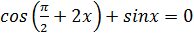 cos(π/2 + 2x) + sinx = 0